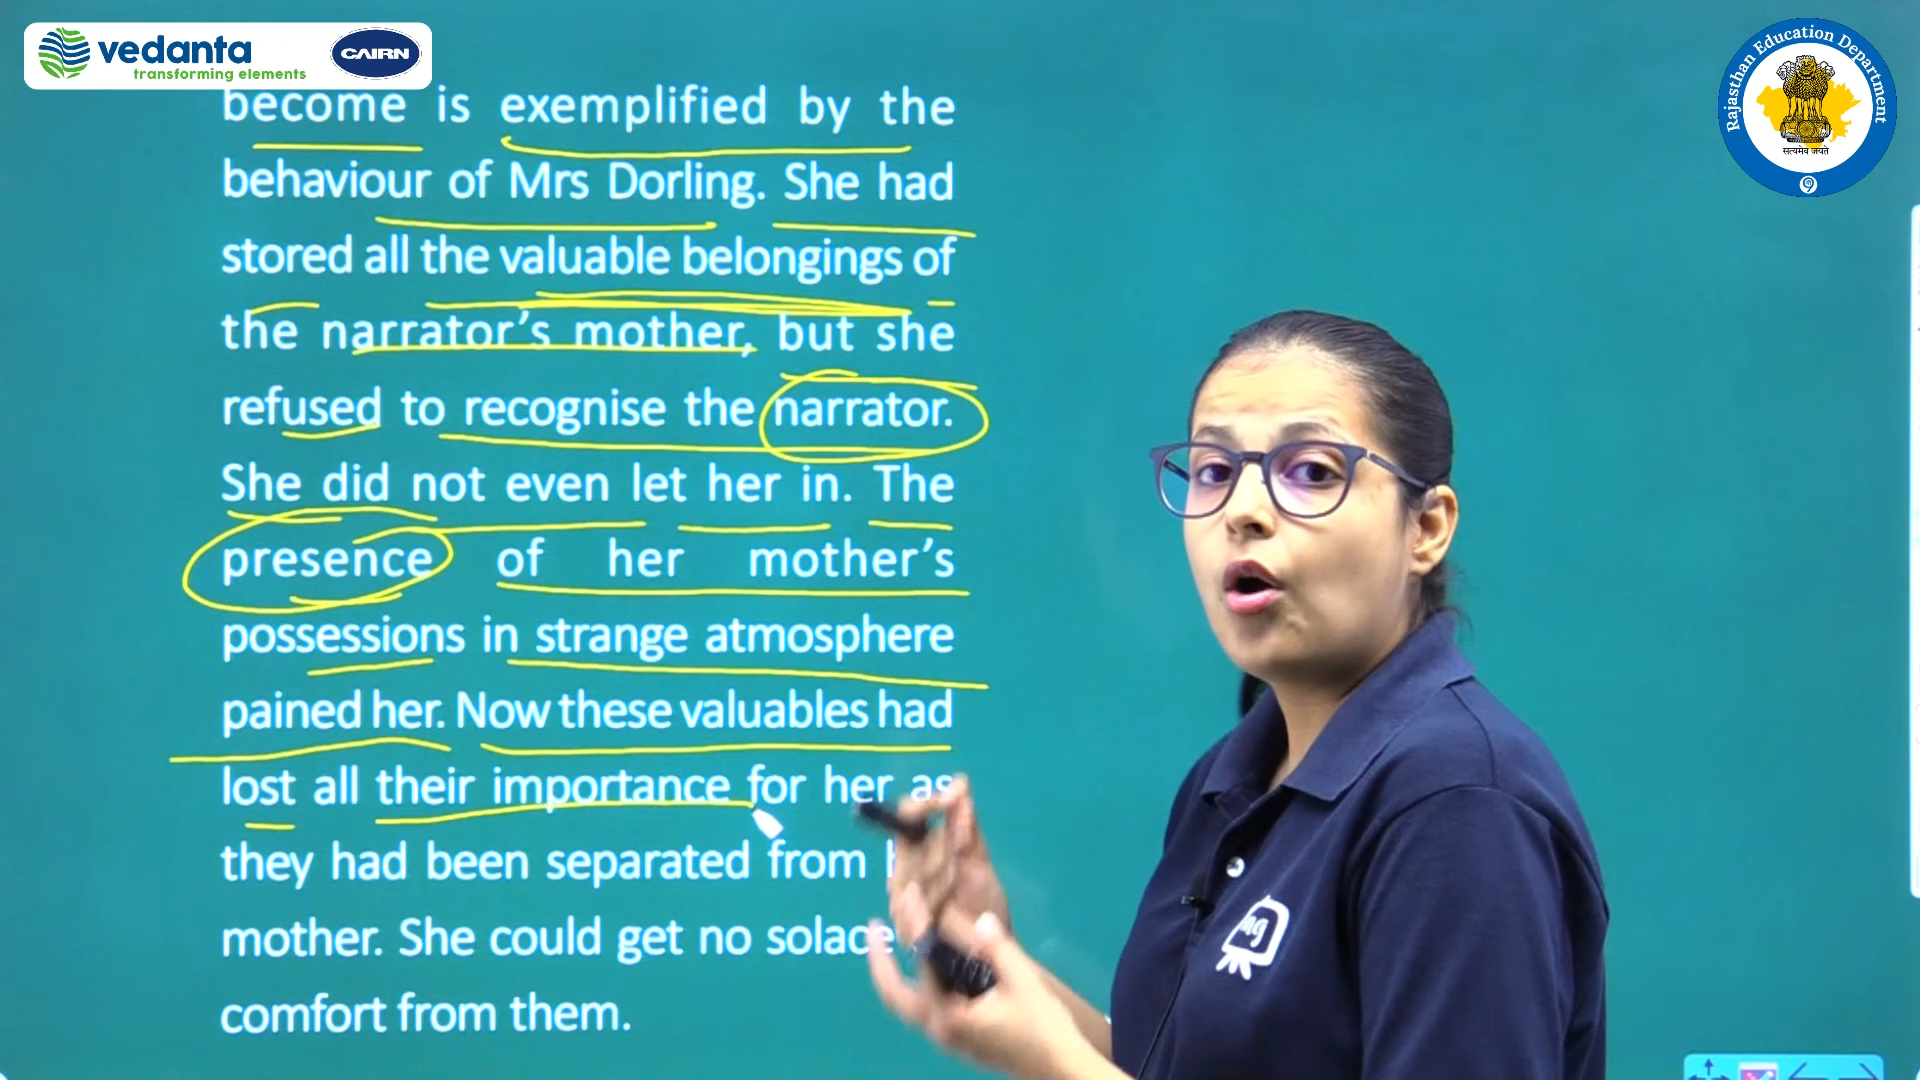 vedanta
transforming elements
CAIRN
Rajasthan Education Department
सत्यमेव जयते
become is exemplified by the
behaviour of Mrs Dorling. She had
stored all the valuable belongings of
the narrator’s mother, but she
refused to recognise the narrator.
She did not even let her in. The
presence of her mother’s
possessions in strange atmosphere
pained her. Now these valuables had
lost all their importance for her as
they had been separated from
mother. She could get no solace
comfort from them.
mg